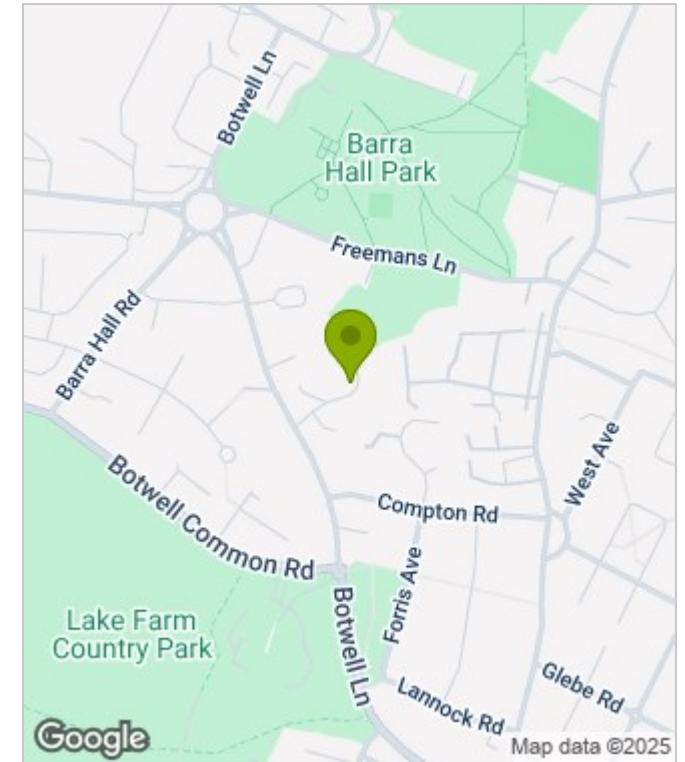 Botwell Ln
Barra
Hall Park
Freemans Ln
Barra Hall Rd
West Ave
Botwell Common Rd
Compton Rd
Forris Ave
Lake Farm
Country Park
Botwell Ln
Glebe Rd
Lannock Rd
Google
Map data ©2025